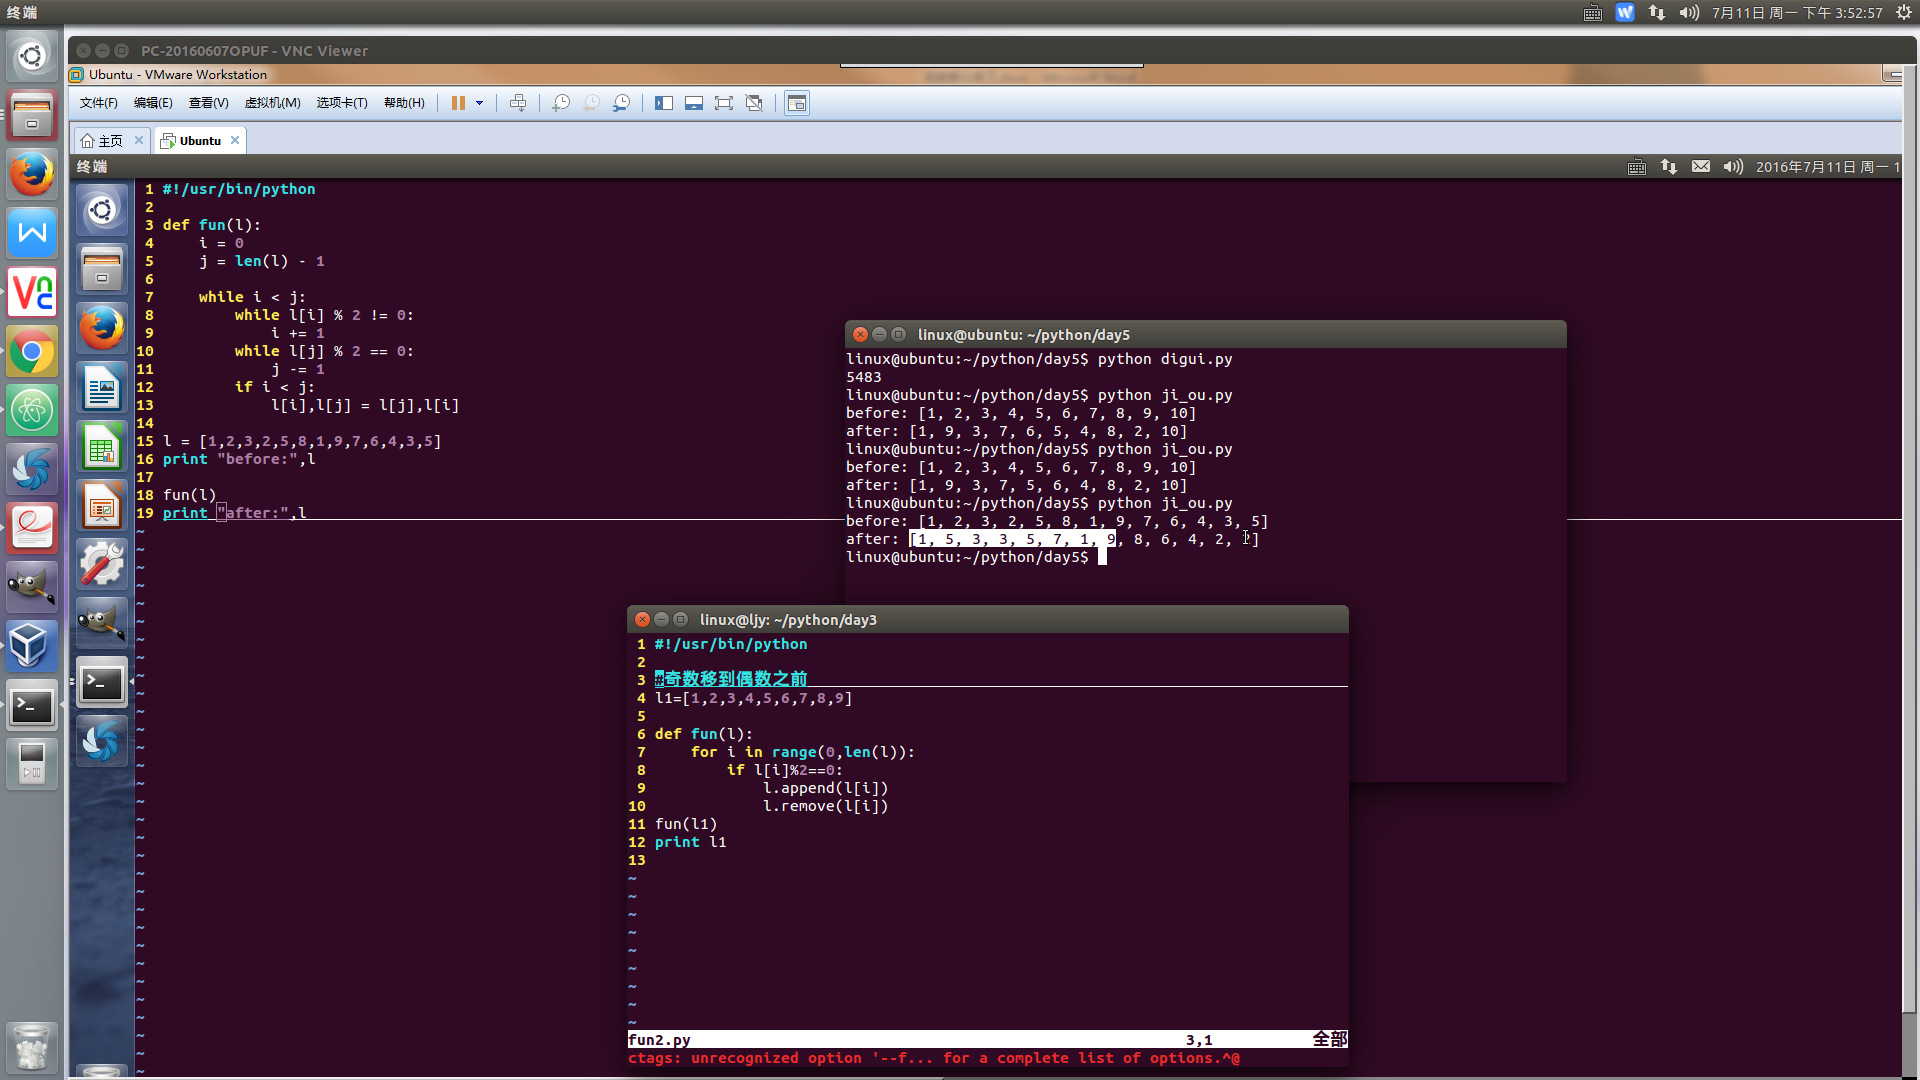 终端
7月11日 周一 下午 3:52:57
PC-20160607OPUF - VNC Viewer
Ubuntu - VMware Workstation
文件(F) 编辑(E) 查看(V) 虚拟机(M) 选项卡(T) 帮助(H)
主页
Ubuntu
终端
2016年7月11日 周一 1
1 #!/usr/bin/python
2
3 def fun(l):
4     i = 0
5     j = len(l) - 1
6
7     while i < j:
8         while l[i] % 2 != 0:
9             i += 1
10         while l[j] % 2 == 0:
11             j -= 1
12         if i < j:
13             l[i],l[j] = l[j],l[i]
14
15 l = [1,2,3,2,5,8,1,9,7,6,4,3,5]
16 print "before:",l
17
18 fun(l)
19 print "after:",l
linux@ubuntu: ~/python/day5
linux@ubuntu:~/python/day5$ python digui.py
5483
linux@ubuntu:~/python/day5$ python ji_ou.py
before: [1, 2, 3, 4, 5, 6, 7, 8, 9, 10]
after: [1, 9, 3, 7, 6, 5, 4, 8, 2, 10]
linux@ubuntu:~/python/day5$ python ji_ou.py
before: [1, 2, 3, 4, 5, 6, 7, 8, 9, 10]
after: [1, 9, 3, 7, 5, 6, 4, 8, 2, 10]
linux@ubuntu:~/python/day5$ python ji_ou.py
before: [1, 2, 3, 2, 5, 8, 1, 9, 7, 6, 4, 3, 5]
after: [1, 5, 3, 3, 5, 7, 1, 9, 8, 6, 4, 2, 2]
linux@ubuntu:~/python/day5$
linux@ljy: ~/python/day3
1 #!/usr/bin/python
2
3 #奇数移到偶数之前
4 l1=[1,2,3,4,5,6,7,8,9]
5
6 def fun(l):
7     for i in range(0,len(l)):
8         if l[i]%2==0:
9             l.append(l[i])
10             l.remove(l[i])
11 fun(l1)
12 print l1
13
fun2.py 3,1 全部
ctags: unrecognized option '--f... for a complete list of options.^@